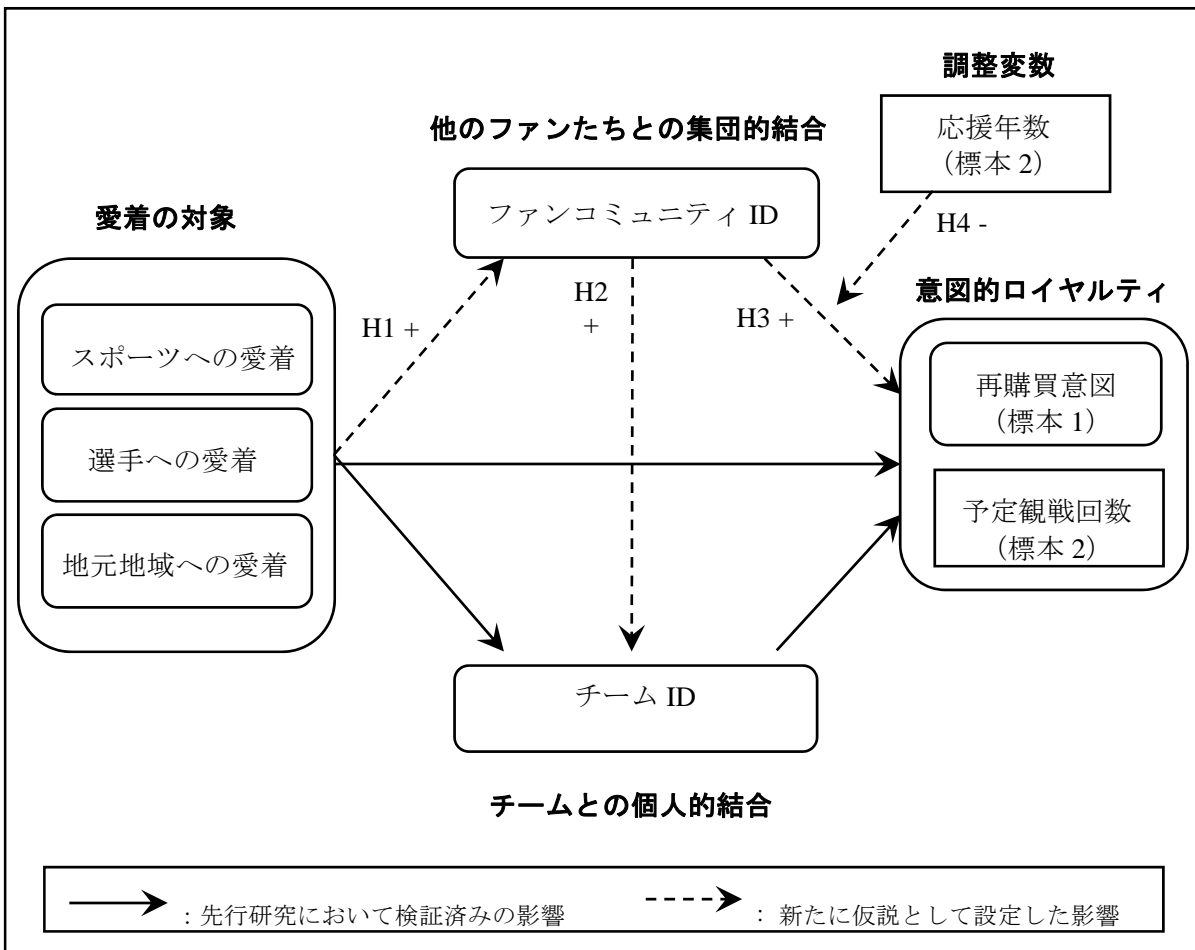 調整変数
応援年数
（標本 2）
他のファンたちとの集団的結合
ファンコミュニティ ID
H4 -
愛着の対象
H2
+
意図的ロイヤルティ
H1 +
H3 +
スポーツへの愛着
再購買意図
（標本 1）
選手への愛着
予定観戦回数
（標本 2）
地元地域への愛着
チーム ID
チームとの個人的結合
：先行研究において検証済みの影響
： 新たに仮説として設定した影響